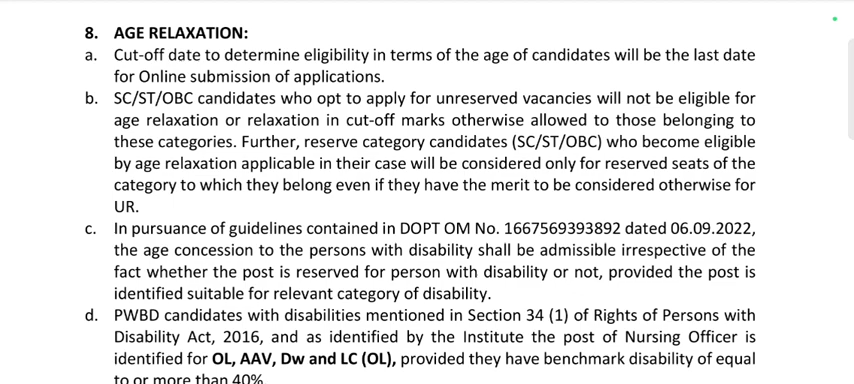 8. AGE RELAXATION:
a. Cut-off date to determine eligibility in terms of the age of candidates will be the last date
for Online submission of applications.
b. SC/ST/OBC candidates who opt to apply for unreserved vacancies will not be eligible for
age relaxation or relaxation in cut-off marks otherwise allowed to those belonging to
these categories. Further, reserve category candidates (SC/ST/OBC) who become eligible
by age relaxation applicable in their case will be considered only for reserved seats of the
category to which they belong even if they have the merit to be considered otherwise for
UR.
c. In pursuance of guidelines contained in DOPT OM No. 1667569393892 dated 06.09.2022,
the age concession to the persons with disability shall be admissible irrespective of the
fact whether the post is reserved for person with disability or not, provided the post is
identified suitable for relevant category of disability.
d. PWBD candidates with disabilities mentioned in Section 34 (1) of Rights of Persons with
Disability Act, 2016, and as identified by the Institute the post of Nursing Officer is
identified for OL, AAV, Dw and LC (OL), provided they have benchmark disability of equal
to or more than 40%.